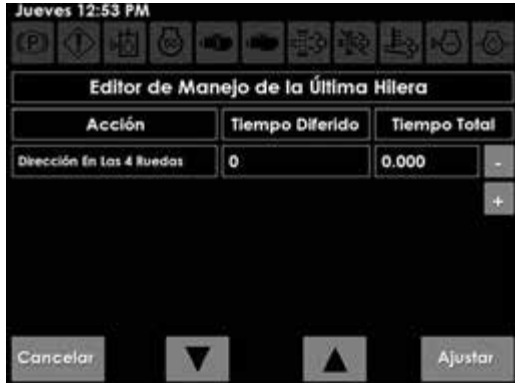 Jueves 12:53 PM
Editor de Manejo de la Última Hilera
Acción Tiempo Diferido Tiempo Total
Dirección En Las 4 Ruedas 0 0.000 -
+
Cancelar Ajustar